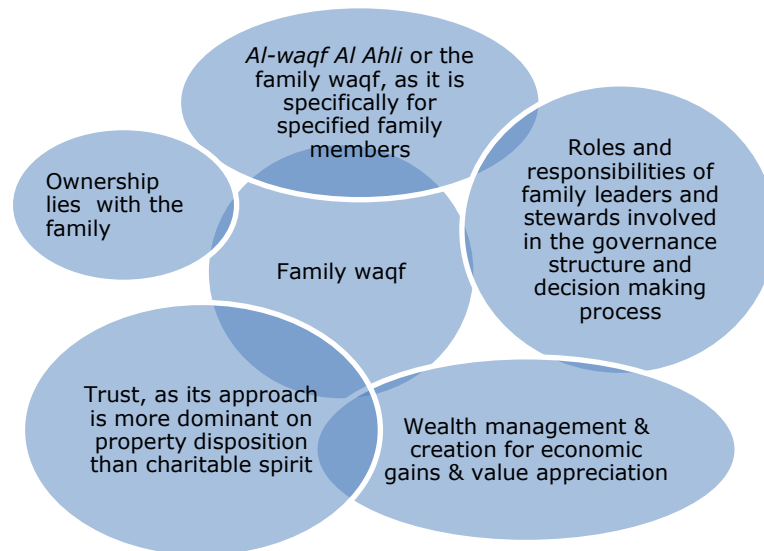 Al-waqf Al Ahli or the
family waqf, as it is
specifically for
specified family
members
Ownership
lies with the
family
Roles and
responsibilities of
family leaders and
stewards involved
in the governance
structure and
decision making
process
Family waqf
Trust, as its approach
is more dominant on
property disposition
than charitable spirit
Wealth management &
creation for economic
gains & value appreciation